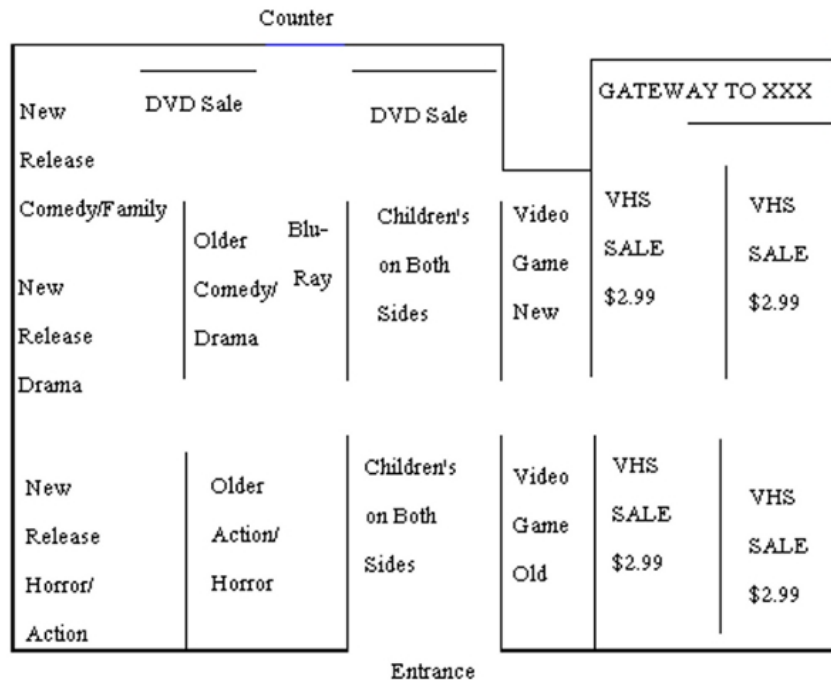 Counter
DVD Sale
DVD Sale
GATEWAY TO XXX
New
Release
Comedy/Family
Older
Comedy/
Drama
Blu-
Ray
Children's
on Both
Sides
Video
Game
New
VHS
SALE
$2.99
VHS
SALE
$2.99
New
Release
Drama
New
Release
Horror/
Action
Older
Action/
Horror
Children's
on Both
Sides
Video
Game
Old
VHS
SALE
$2.99
VHS
SALE
$2.99
Entrance